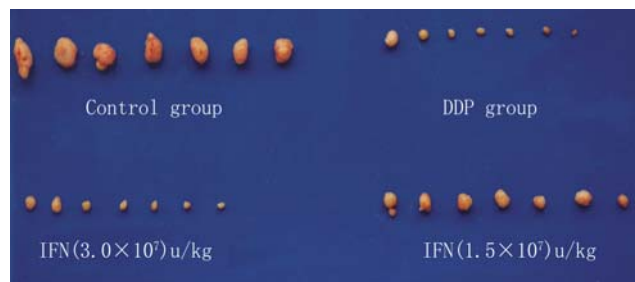 Control group
DDP group
IFN(3.0×10⁷)u/kg
IFN(1.5×10⁷)u/kg